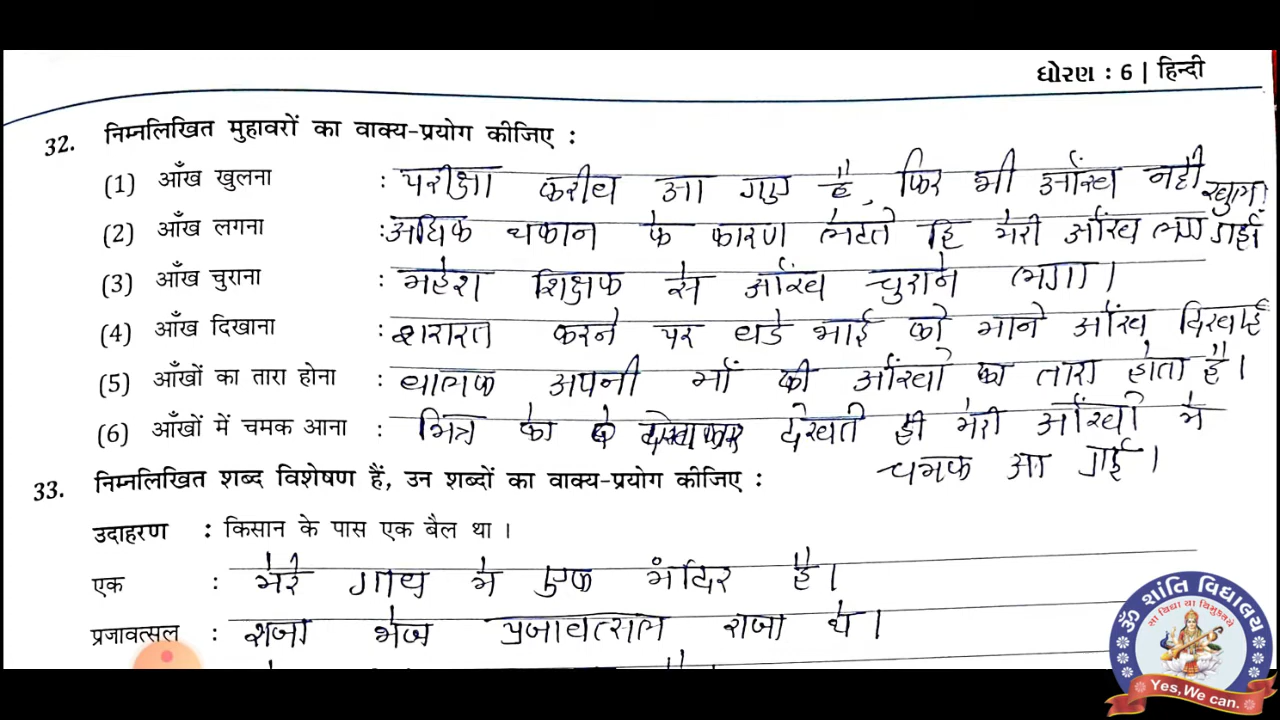 धोरण : 6 | हिन्दी
32. निम्नलिखित मुहावरों का वाक्य-प्रयोग कीजिए :
(1) आँख खुलना : परीक्षा करीब आ गए है, फिर भी आँख नही खुल।
(2) आँख लगना : अधिक थकान के कारण लेटते हि मेरी आँख लग गई।
(3) आँख चुराना : महेश शिक्षक से आँख चुराने लगा।
(4) आँख दिखाना : शरारत करने पर बडे भाई को माने आँख दिखाई
(5) आँखों का तारा होना : बालक अपनी माँ की आँखो का तारा होता है।
(6) आँखों में चमक आना : मित्र को देखती ही मेरी आँखो मे
चमक आ गई।
33. निम्नलिखित शब्द विशेषण हैं, उन शब्दों का वाक्य-प्रयोग कीजिए :
उदाहरण : किसान के पास एक बैल था ।
एक : मेरे गाव मे एक मंदिर है।
प्रजावत्सल : राजा भोज प्रजावत्सल राजा थे।
ॐ शांति विद्यालय
सा विद्या या विमुक्तये
Yes, We can.